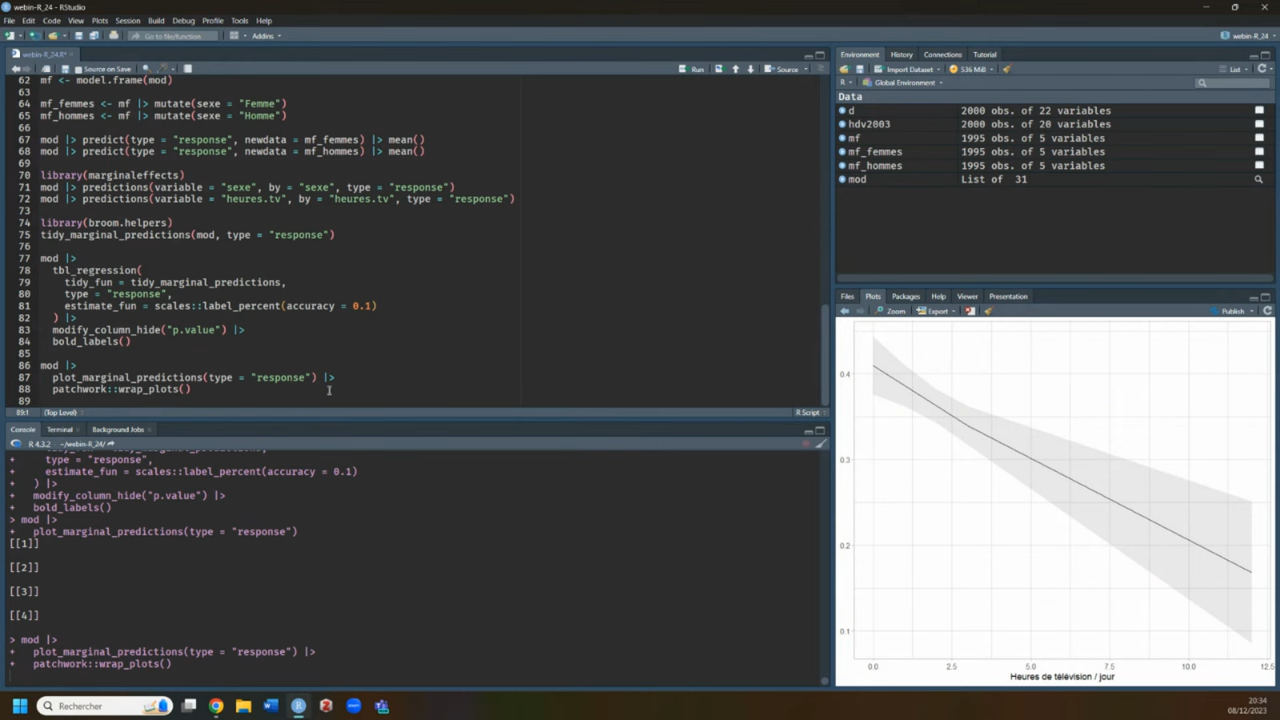 webin-R_24 - RStudio
File Edit Code View Plots Session Build Debug Profile Tools Help
Go to file/function Addins
webin-R_24
webin-R_24.R*
Source on Save
Run
Source
62 mf <- model.frame(mod)
63
64 mf_femmes <- mf |> mutate(sexe = "Femme")
65 mf_hommes <- mf |> mutate(sexe = "Homme")
66
67 mod |> predict(type = "response", newdata = mf_femmes) |> mean()
68 mod |> predict(type = "response", newdata = mf_hommes) |> mean()
69
70 library(marginaleffects)
71 mod |> predictions(variable = "sexe", by = "sexe", type = "response")
72 mod |> predictions(variable = "heures.tv", by = "heures.tv", type = "response")
73
74 library(broom.helpers)
75 tidy_marginal_predictions(mod, type = "response")
76
77 mod |>
78 tbl_regression(
79 tidy_fun = tidy_marginal_predictions,
80 type = "response",
81 estimate_fun = scales::label_percent(accuracy = 0.1)
82 ) |>
83 modify_column_hide("p.value") |>
84 bold_labels()
85
86 mod |>
87 plot_marginal_predictions(type = "response") |>
88 patchwork::wrap_plots()
89
89:1 (Top Level) R Script
Console Terminal Background Jobs
R 4.3.2 · ~/webin-R_24/
+ type = "response",
+ estimate_fun = scales::label_percent(accuracy = 0.1)
+ ) |>
+ modify_column_hide("p.value") |>
+ bold_labels()
> mod |>
+ plot_marginal_predictions(type = "response")
[[1]]
[[2]]
[[3]]
[[4]]
> mod |>
+ plot_marginal_predictions(type = "response") |>
+ patchwork::wrap_plots()
Environment History Connections Tutorial
Import Dataset 536 MiB List
R Global Environment
Data
d 2000 obs. of 22 variables
hdv2003 2000 obs. of 20 variables
mf 1995 obs. of 5 variables
mf_femmes 1995 obs. of 5 variables
mf_hommes 1995 obs. of 5 variables
mod List of 31
Files Plots Packages Help Viewer Presentation
Zoom Export Publish
0.4
0.3
0.2
0.1
0.0 2.5 5.0 7.5 10.0 12.5
Heures de télévision / jour
Rechercher
20:34
08/12/2023